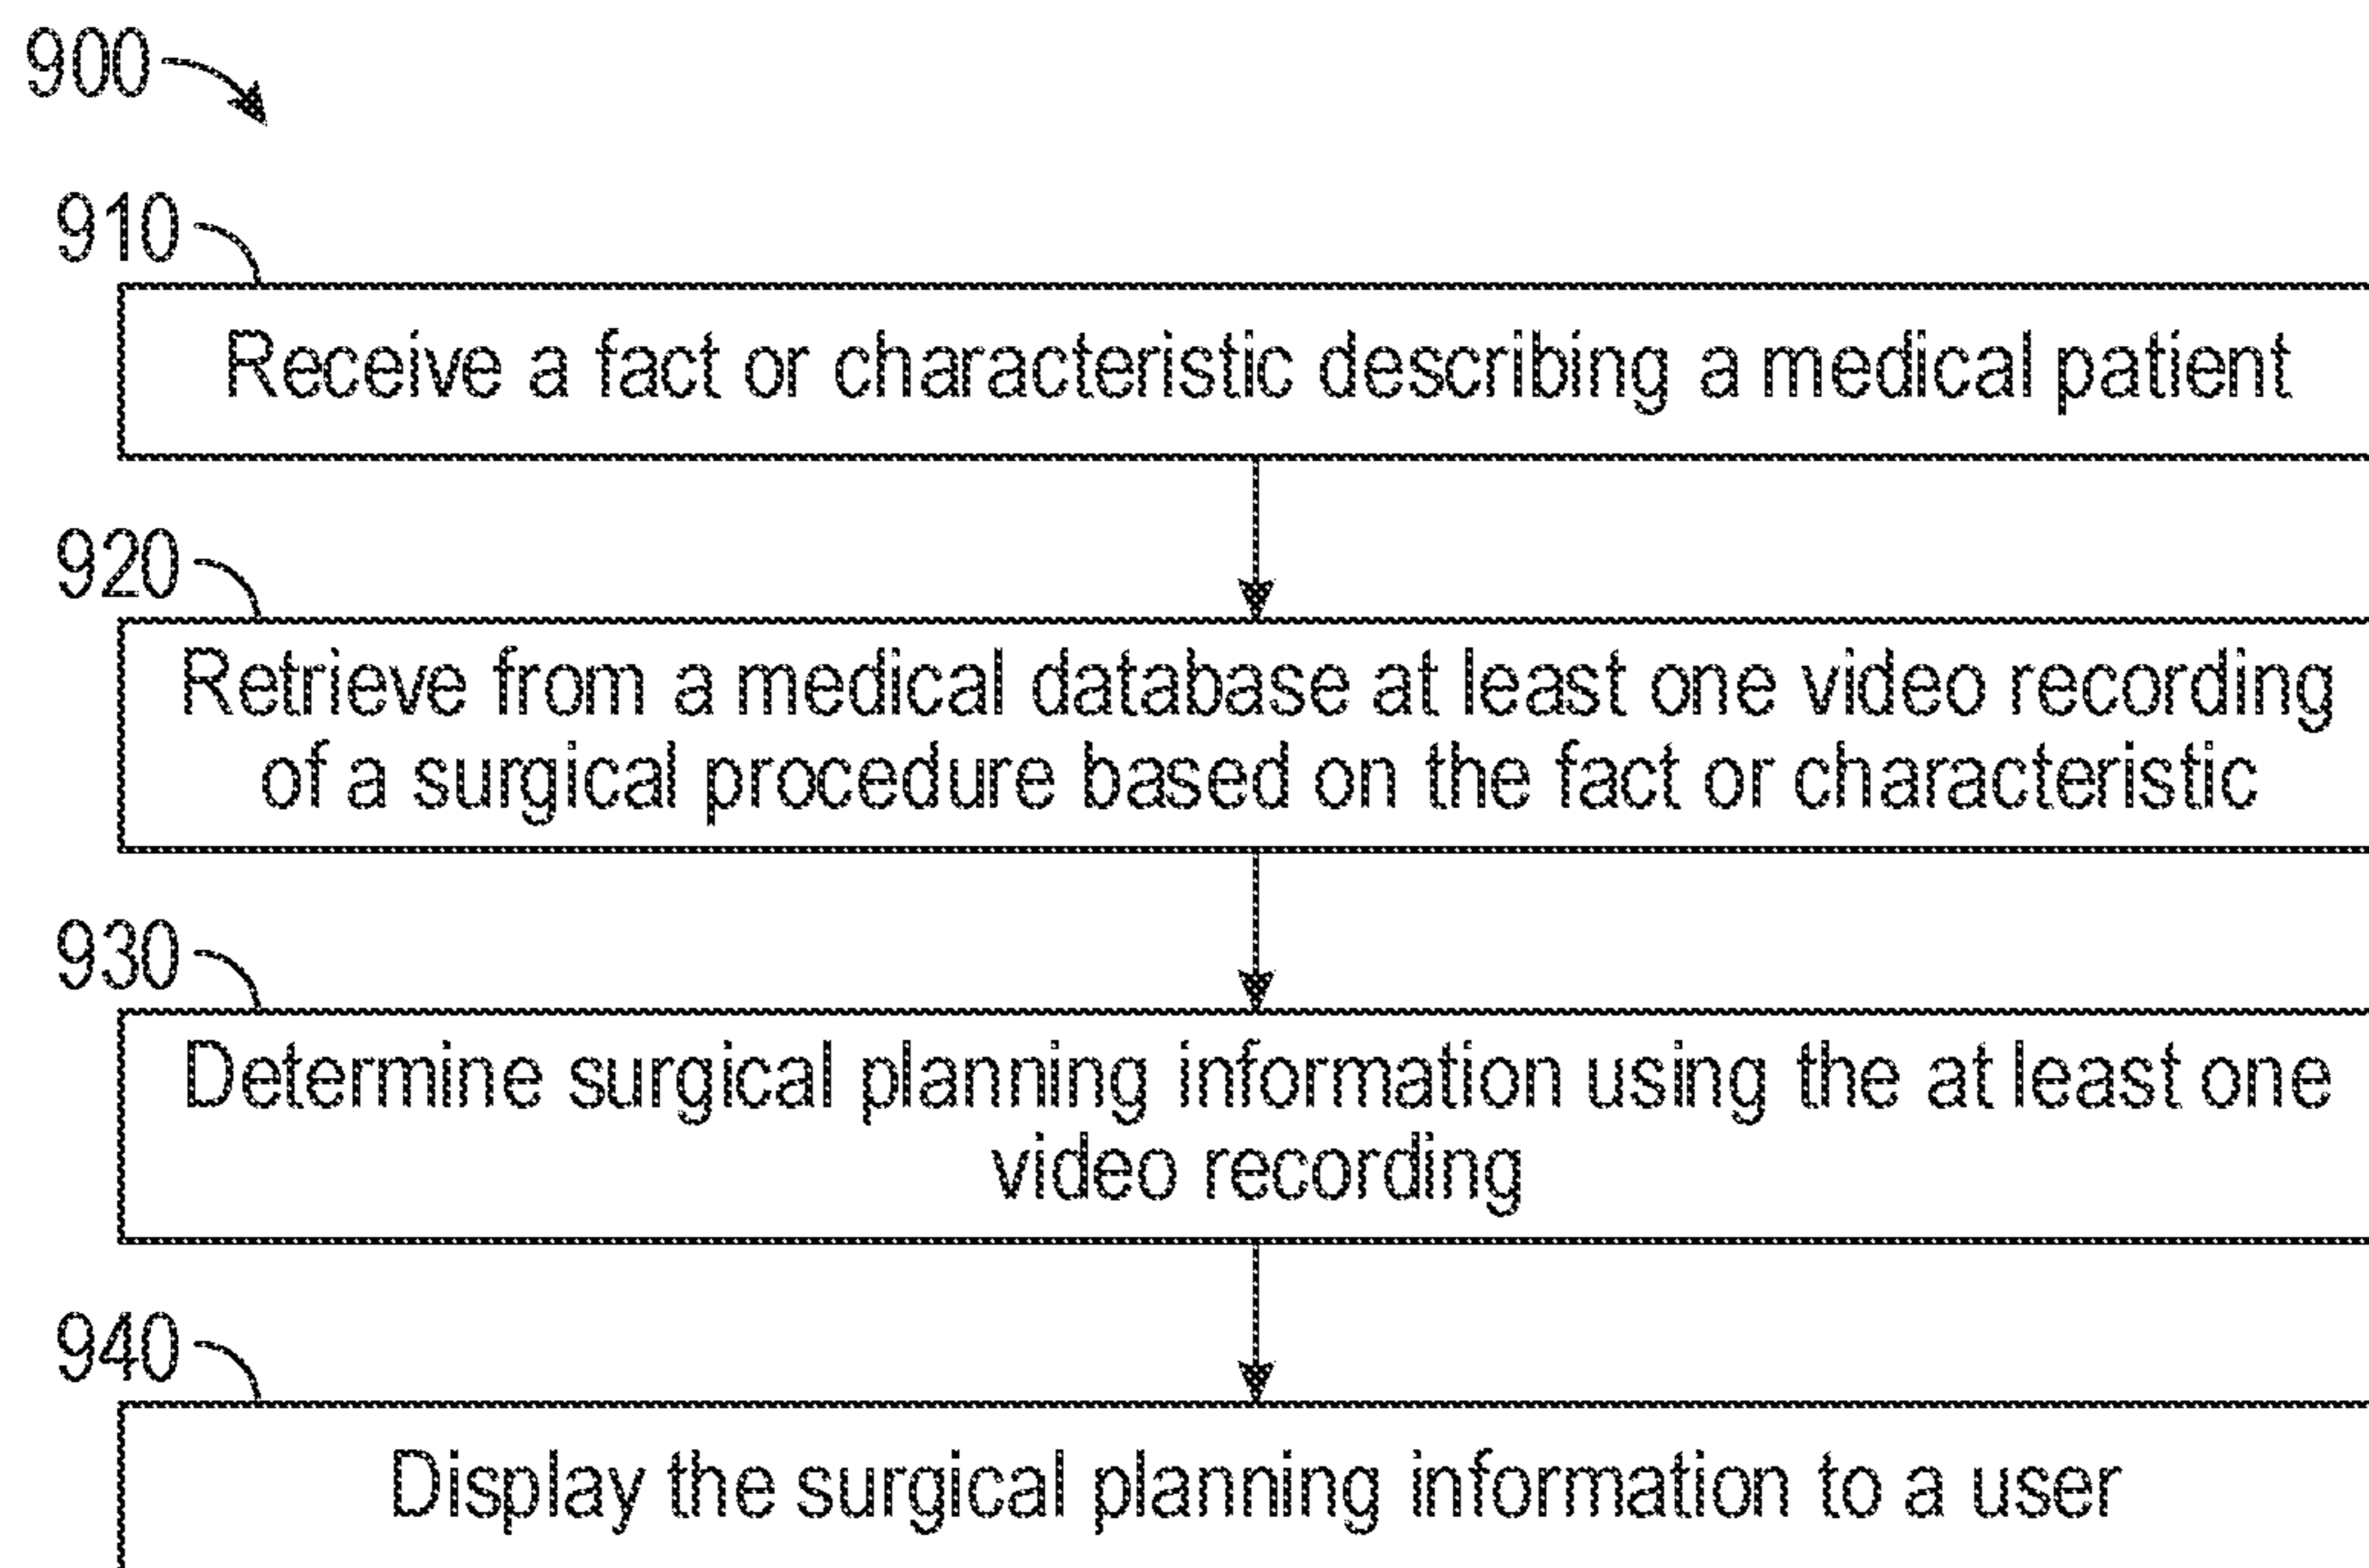 900
910
Receive a fact or characteristic describing a medical patient
920
Retrieve from a medical database at least one video recording
of a surgical procedure based on the fact or characteristic
930
Determine surgical planning information using the at least one
video recording
940
Display the surgical planning information to a user